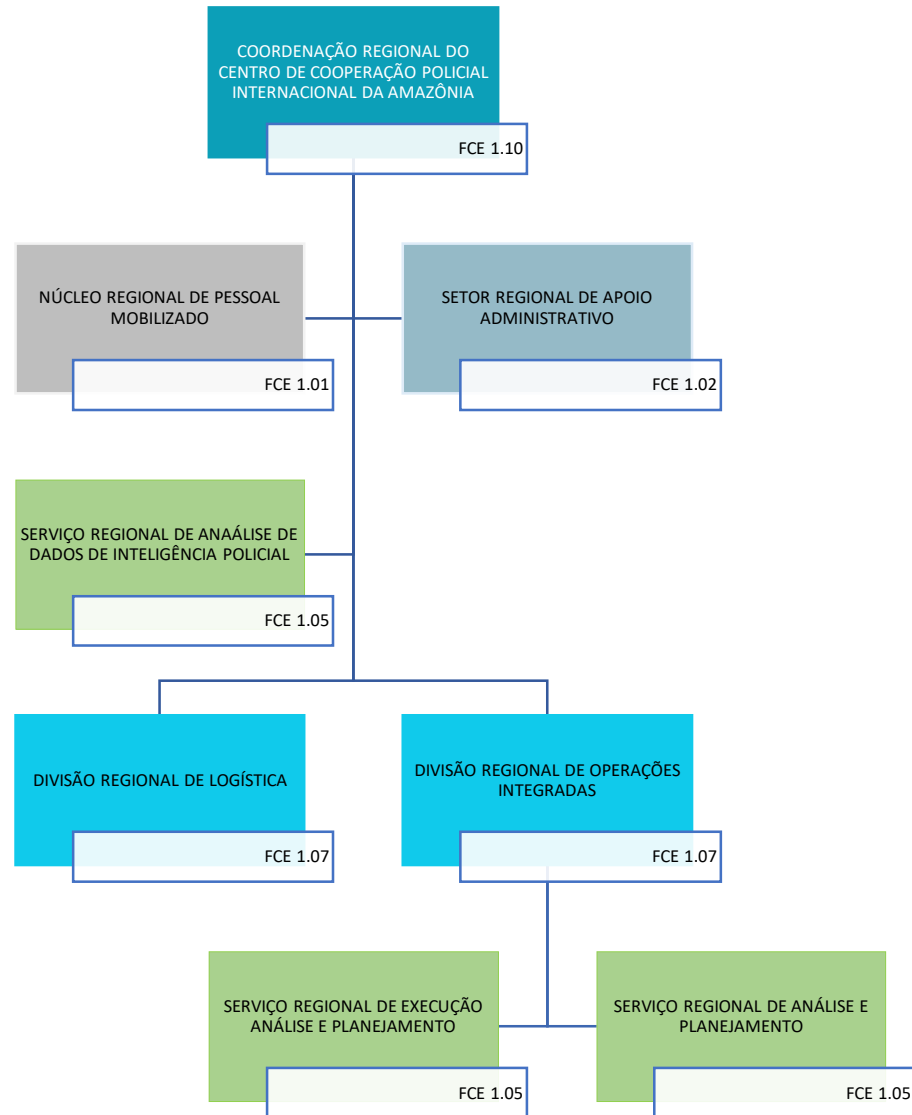 COORDENAÇÃO REGIONAL DO
CENTRO DE COOPERAÇÃO POLICIAL
INTERNACIONAL DA AMAZÔNIA
FCE 1.10
NÚCLEO REGIONAL DE PESSOAL
MOBILIZADO
FCE 1.01
SETOR REGIONAL DE APOIO
ADMINISTRATIVO
FCE 1.02
SERVIÇO REGIONAL DE ANAÁLISE DE
DADOS DE INTELIGÊNCIA POLICIAL
FCE 1.05
DIVISÃO REGIONAL DE LOGÍSTICA
FCE 1.07
DIVISÃO REGIONAL DE OPERAÇÕES
INTEGRADAS
FCE 1.07
SERVIÇO REGIONAL DE EXECUÇÃO
ANÁLISE E PLANEJAMENTO
FCE 1.05
SERVIÇO REGIONAL DE ANÁLISE E
PLANEJAMENTO
FCE 1.05